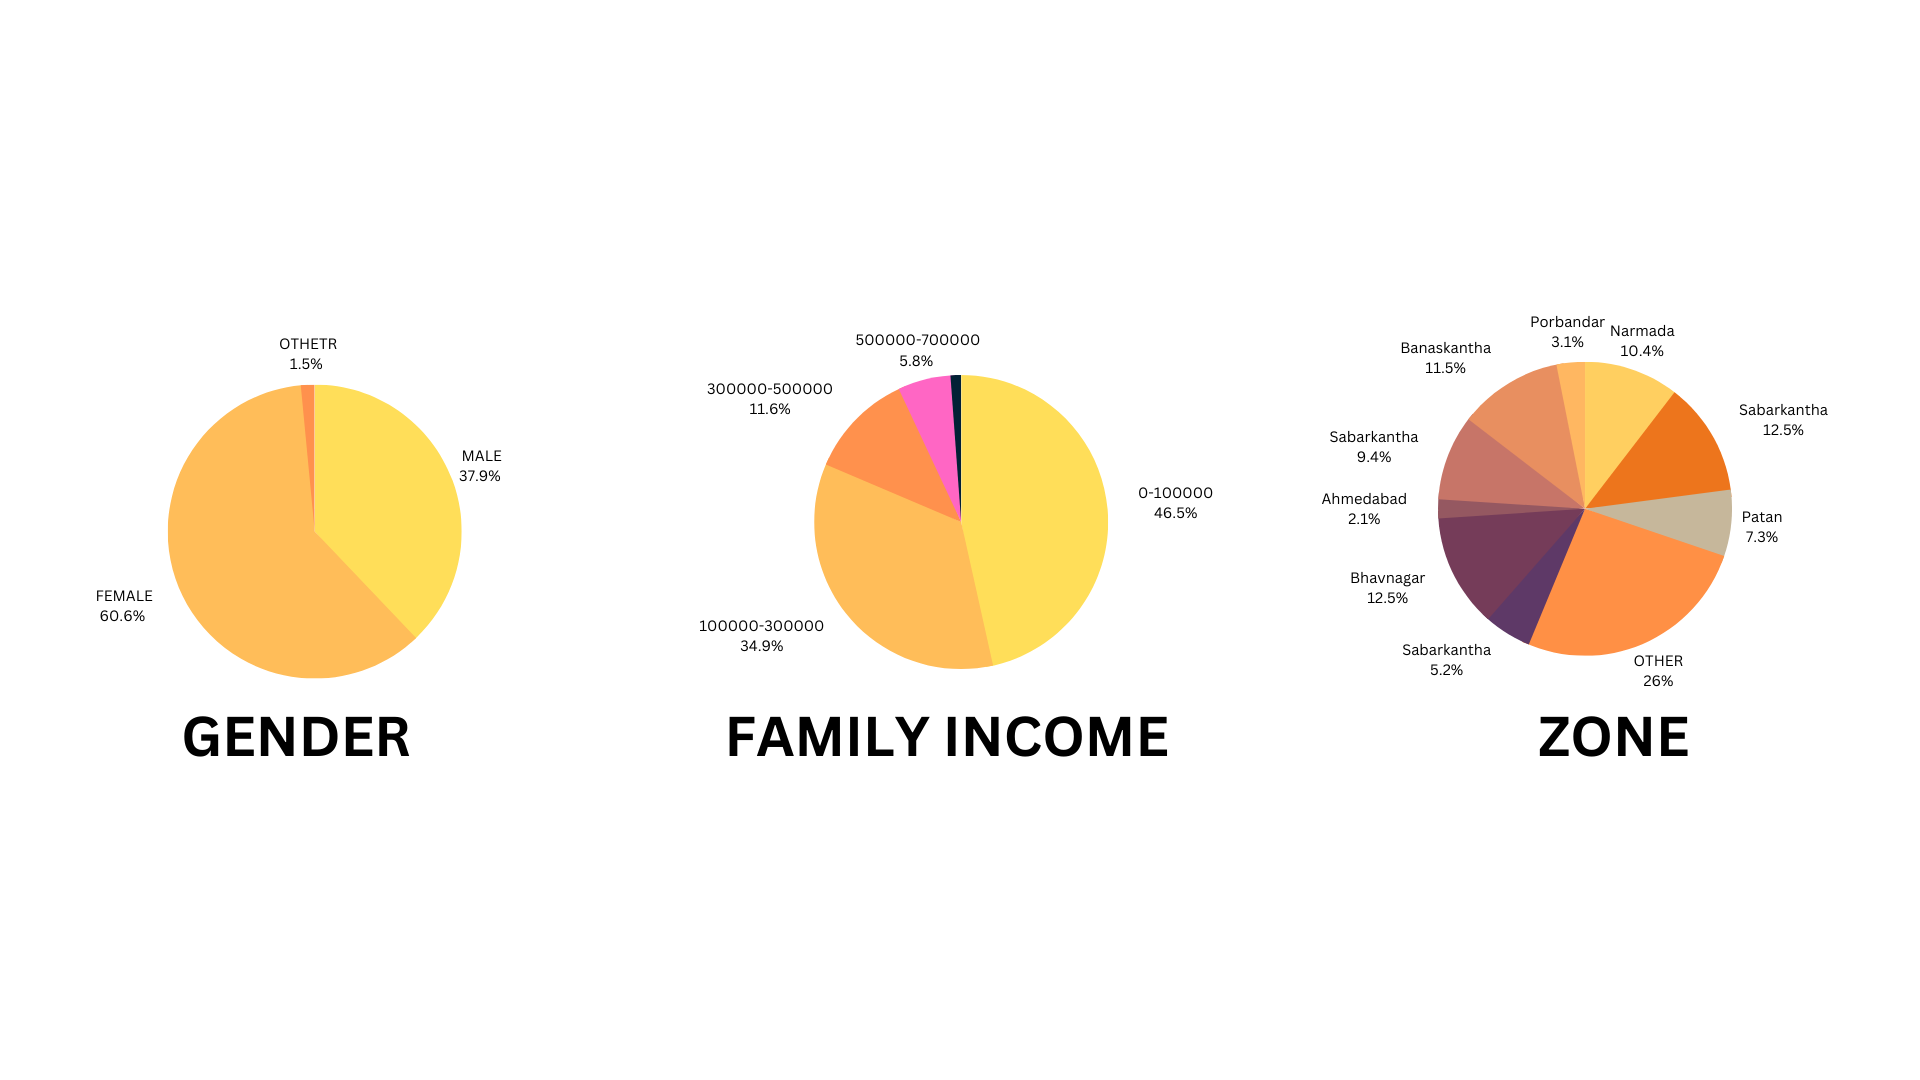 OTHETR
1.5%
MALE
37.9%
FEMALE
60.6%
GENDER
500000-700000
5.8%
300000-500000
11.6%
0-100000
46.5%
100000-300000
34.9%
FAMILY INCOME
Porbandar
3.1%
Narmada
10.4%
Banaskantha
11.5%
Sabarkantha
12.5%
Sabarkantha
9.4%
Ahmedabad
2.1%
Patan
7.3%
Bhavnagar
12.5%
Sabarkantha
5.2%
OTHER
26%
ZONE